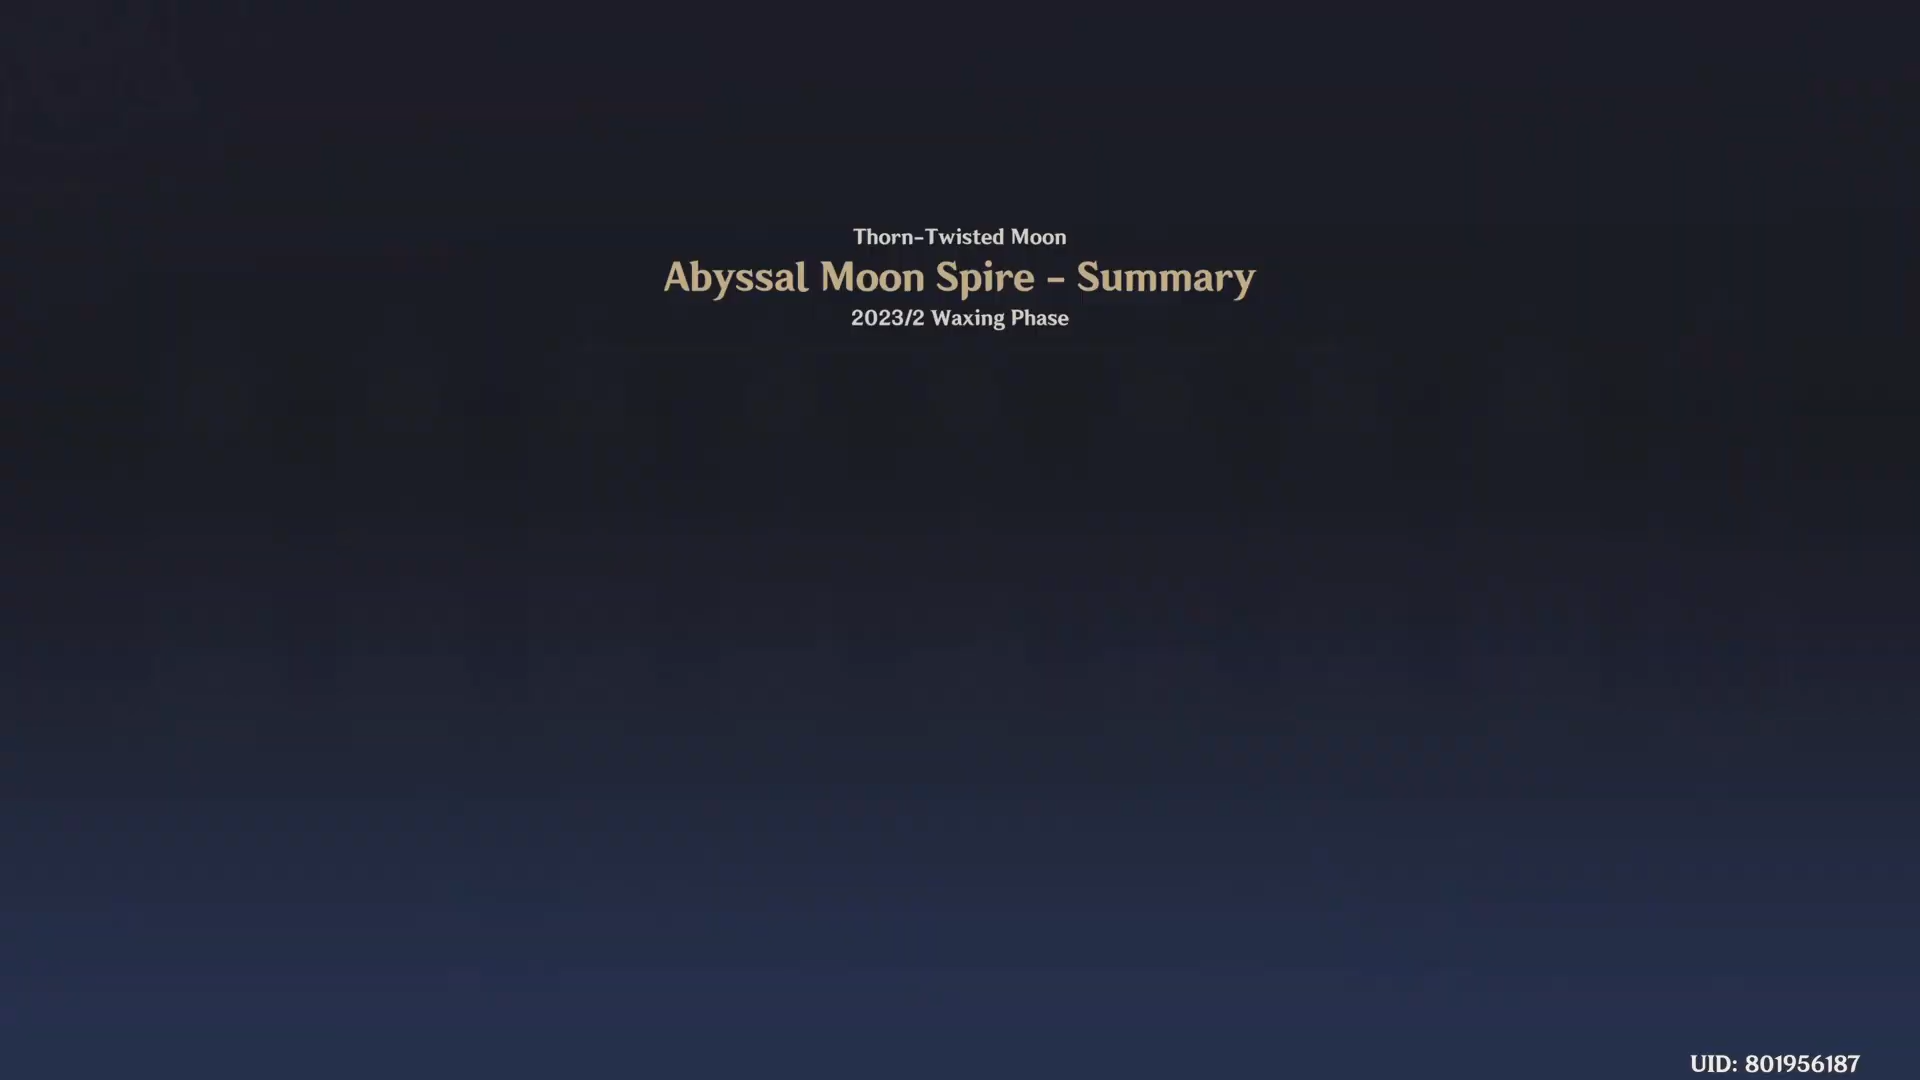 Thorn-Twisted Moon
Abyssal Moon Spire - Summary
2023/2 Waxing Phase
UID: 801956187